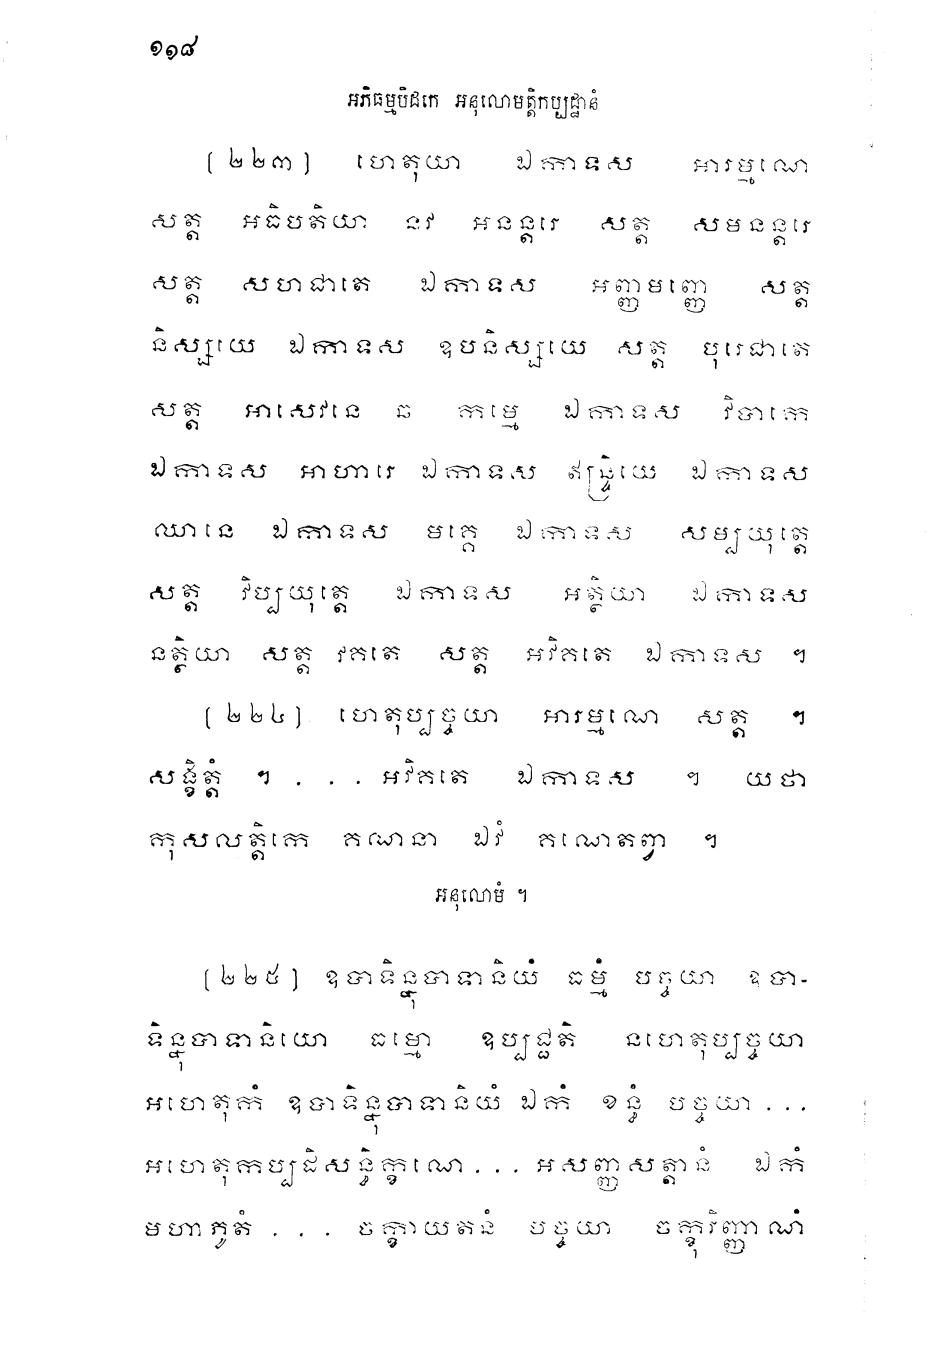 ១១៨
អភិធម្មបិដកេ អនុលោមត្តិកប្បដ្ឋានំ
[២២៣] ហេតុយា ឯកាទស អារម្មណេ
សត្ត អធិបតិយា នវ អនន្តរេ សត្ត សមនន្តរេ
សត្ត សហជាតេ ឯកាទស អញ្ញមញ្ញេ សត្ត
និស្សយេ ឯកាទស ឧបនិស្សយេ សត្ត បុរេជាតេ
សត្ត អាសេវនេ ឆ កម្មេ ឯកាទស វិបាកេ
ឯកាទស អាហារេ ឯកាទស ឥន្ទ្រិយេ ឯកាទស
ឈានេ ឯកាទស មគ្គេ ឯកាទស សម្បយុត្តេ
សត្ត វិប្បយុត្តេ ឯកាទស អត្ថិយា ឯកាទស
នត្ថិយា សត្ត វិគតេ សត្ត អវិគតេ ឯកាទស ។
[២២៤] ហេតុប្បច្ចយា អារម្មណេ សត្ត ។
សង្ខិត្តំ ។ . . . អវិគតេ ឯកាទស ។ យថា
កុសលត្តិកេ គណនា ឯវំ គណេតព្វា ។
អនុលោមំ ។
[២២៥] ឧបាទិន្នុបាទានិយំ ធម្មំ បច្ចយា ឧបា-
ទិន្នុបាទានិយោ ធម្មោ ឧប្បជ្ជតិ នហេតុប្បច្ចយា
អហេតុកំ ឧបាទិន្នុបាទានិយំ ឯកំ ខន្ធំ បច្ចយា . . .
អហេតុកប្បដិសន្ធិក្ខណេ . . . អសញ្ញសត្តានំ ឯកំ
មហាភូតំ . . . ចក្ខាយតនំ បច្ចយា ចក្ខុវិញ្ញាណំ